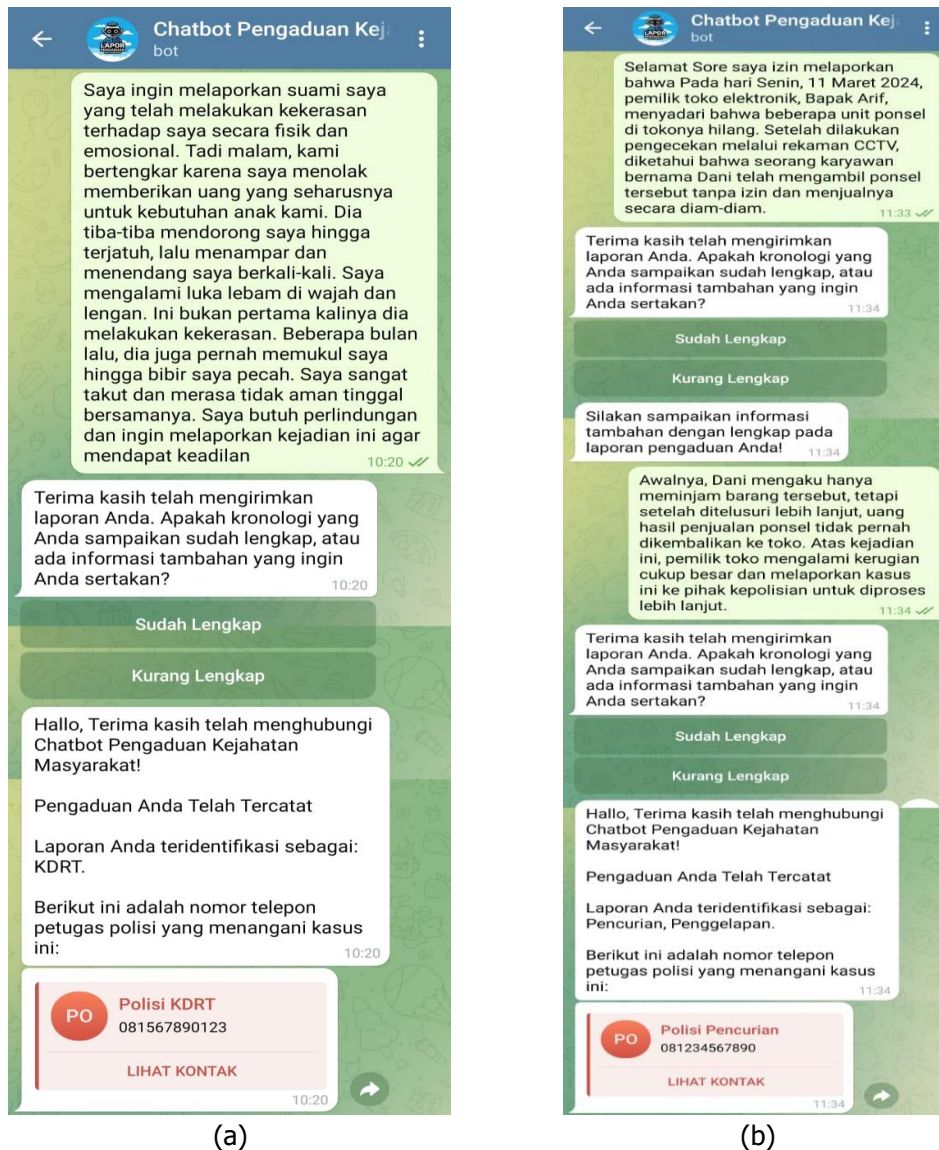 Chatbot Pengaduan Kej
bot
LAPOR
Saya ingin melaporkan suami saya
yang telah melakukan kekerasan
terhadap saya secara fisik dan
emosional. Tadi malam, kami
bertengkar karena saya menolak
memberikan uang yang seharusnya
untuk kebutuhan anak kami. Dia
tiba-tiba mendorong saya hingga
terjatuh, lalu menampar dan
menendang saya berkali-kali. Saya
mengalami luka lebam di wajah dan
lengan. Ini bukan pertama kalinya dia
melakukan kekerasan. Beberapa bulan
lalu, dia juga pernah memukul saya
hingga bibir saya pecah. Saya sangat
takut dan merasa tidak aman tinggal
bersamanya. Saya butuh perlindungan
dan ingin melaporkan kejadian ini agar
mendapat keadilan
10:20
Terima kasih telah mengirimkan
laporan Anda. Apakah kronologi yang
Anda sampaikan sudah lengkap, atau
ada informasi tambahan yang ingin
Anda sertakan?
10:20
Sudah Lengkap
Kurang Lengkap
Hallo, Terima kasih telah menghubungi
Chatbot Pengaduan Kejahatan
Masyarakat!
Pengaduan Anda Telah Tercatat
Laporan Anda teridentifikasi sebagai:
KDRT.
Berikut ini adalah nomor telepon
petugas polisi yang menangani kasus
ini:
10:20
PO
Polisi KDRT
081567890123
LIHAT KONTAK
10:20
(a)
Chatbot Pengaduan Kej
bot
LAPOR
Selamat Sore saya izin melaporkan
bahwa Pada hari Senin, 11 Maret 2024,
pemilik toko elektronik, Bapak Arif,
menyadari bahwa beberapa unit ponsel
di tokonya hilang. Setelah dilakukan
pengecekan melalui rekaman CCTV,
diketahui bahwa seorang karyawan
bernama Dani telah mengambil ponsel
tersebut tanpa izin dan menjualnya
secara diam-diam.
11:33
Terima kasih telah mengirimkan
laporan Anda. Apakah kronologi yang
Anda sampaikan sudah lengkap, atau
ada informasi tambahan yang ingin
Anda sertakan?
11:34
Sudah Lengkap
Kurang Lengkap
Silakan sampaikan informasi
tambahan dengan lengkap pada
laporan pengaduan Anda!
11:34
Awalnya, Dani mengaku hanya
meminjam barang tersebut, tetapi
setelah ditelusuri lebih lanjut, uang
hasil penjualan ponsel tidak pernah
dikembalikan ke toko. Atas kejadian
ini, pemilik toko mengalami kerugian
cukup besar dan melaporkan kasus
ini ke pihak kepolisian untuk diproses
lebih lanjut.
11:34
Terima kasih telah mengirimkan
laporan Anda. Apakah kronologi yang
Anda sampaikan sudah lengkap, atau
ada informasi tambahan yang ingin
Anda sertakan?
11:34
Sudah Lengkap
Kurang Lengkap
Hallo, Terima kasih telah menghubungi
Chatbot Pengaduan Kejahatan
Masyarakat!
Pengaduan Anda Telah Tercatat
Laporan Anda teridentifikasi sebagai:
Pencurian, Penggelapan.
Berikut ini adalah nomor telepon
petugas polisi yang menangani kasus
ini:
11:34
PO
Polisi Pencurian
081234567890
LIHAT KONTAK
11:34
(b)